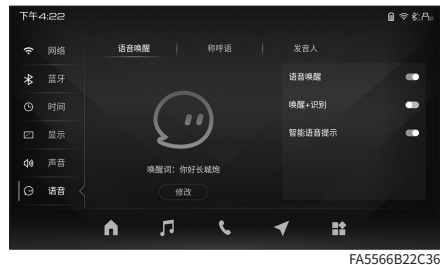 下午4:22
网络
蓝牙
时间
显示
声音
语音
语音唤醒
称呼语
发音人
唤醒词：你好长城炮
修改
语音唤醒
唤醒+识别
智能语音提示
FA5566B22C36